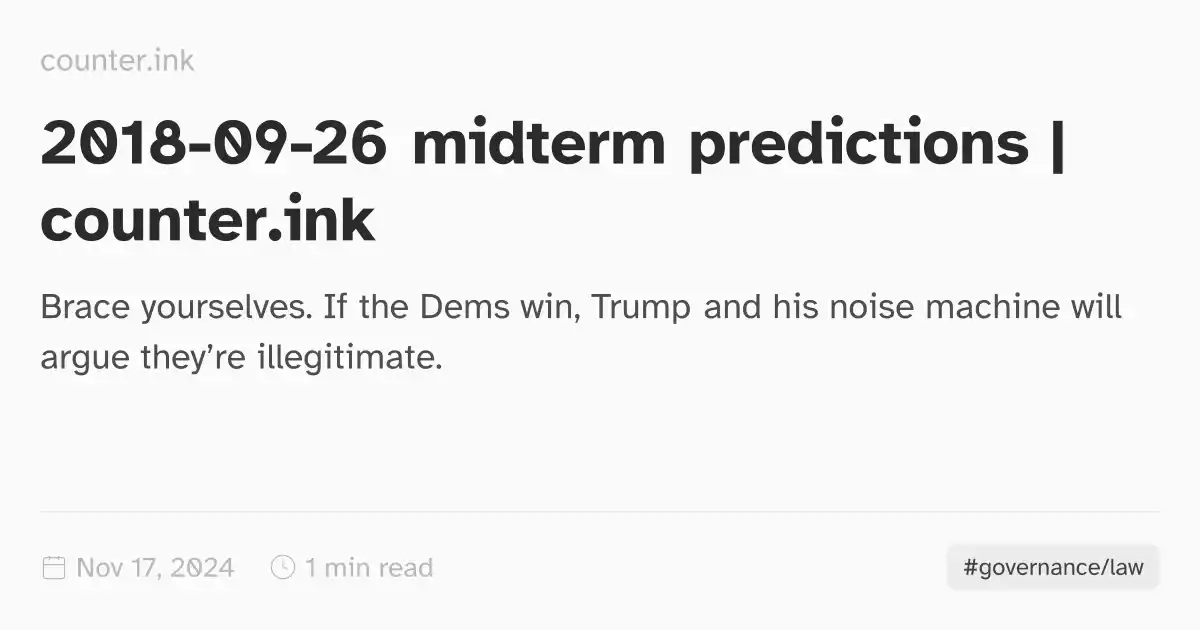 counter.ink
2018-09-26 midterm predictions |
counter.ink
Brace yourselves. If the Dems win, Trump and his noise machine will
argue they’re illegitimate.
Nov 17, 2024 1 min read #governance/law